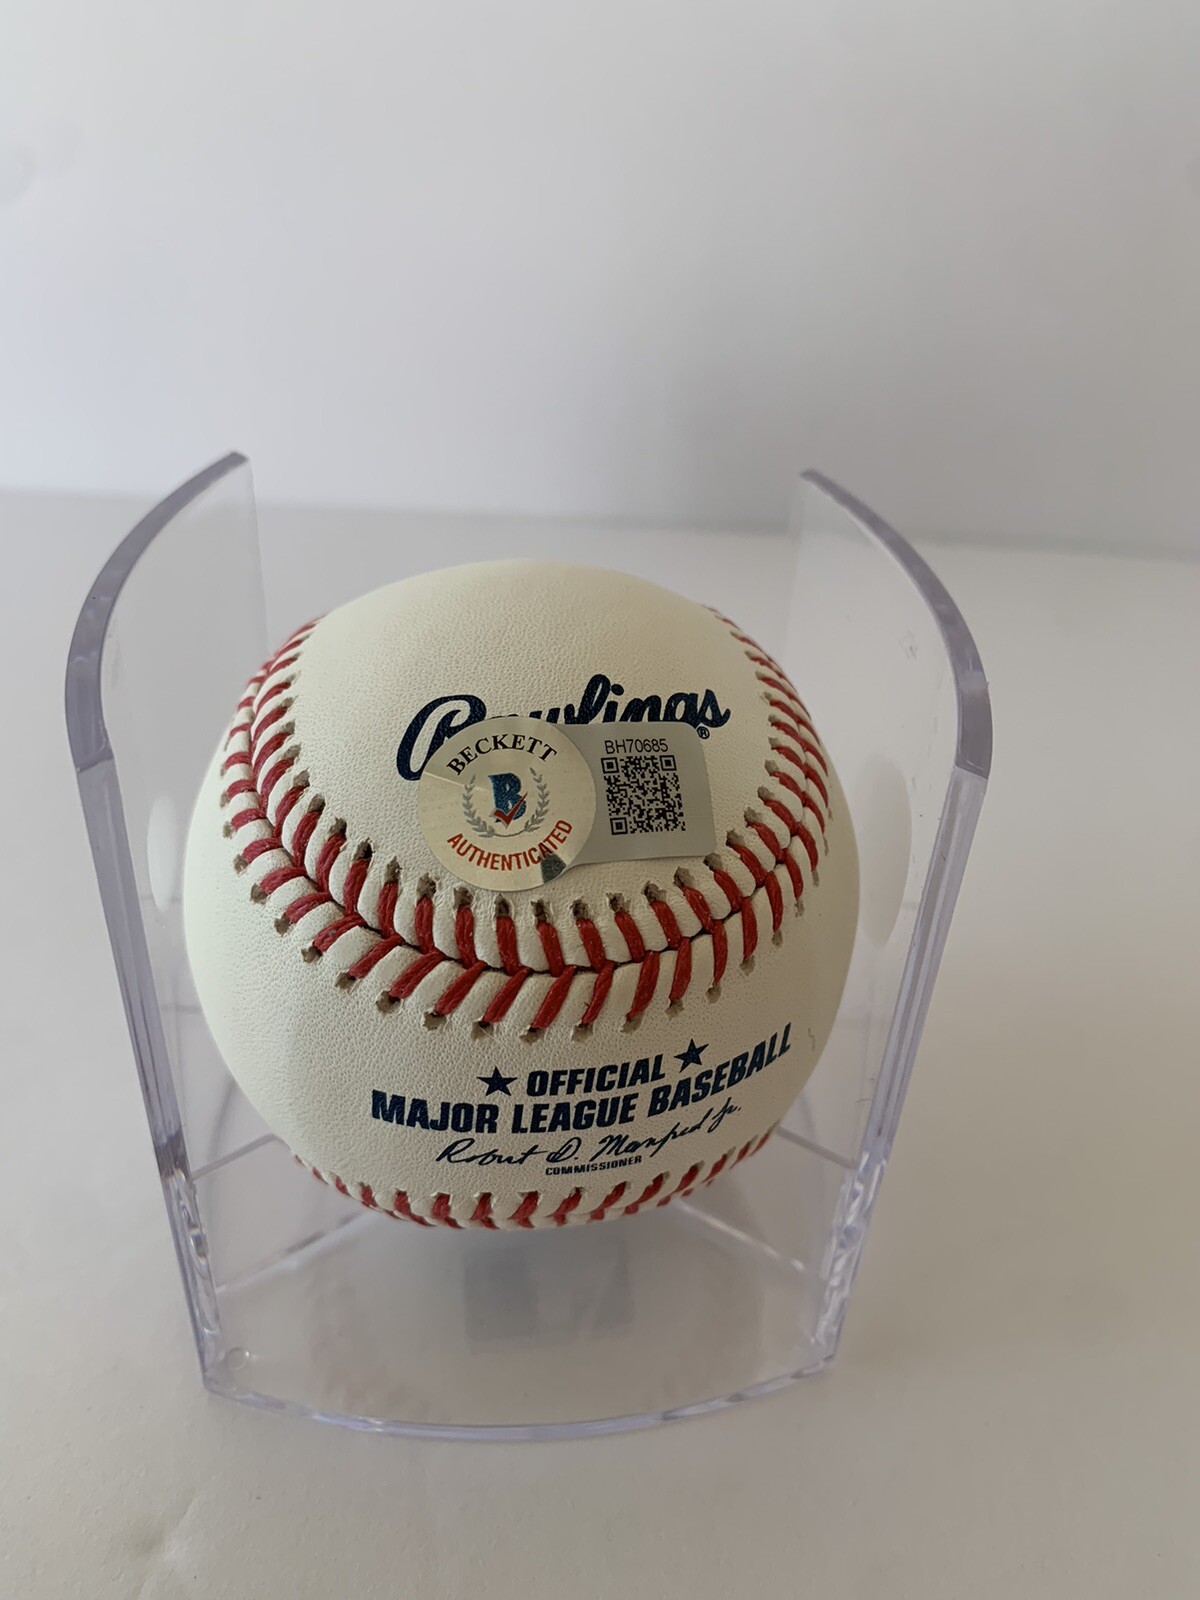 Rawlings
®
BECKETT
B
AUTHENTICATED
BH70685
★ OFFICIAL ★
MAJOR LEAGUE BASEBALL
Robert D. Manfred Jr.
COMMISSIONER